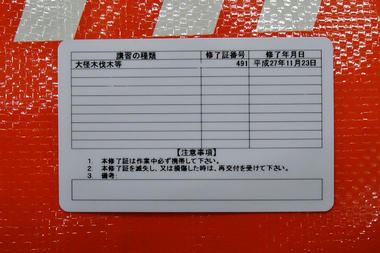 講習の種類 修了証番号 修了年月日
大径木伐木等 491 平成27年11月23日
【注意事項】
1. 本修了証は作業中必ず携帯して下さい。
2. 本修了証を滅失し、又は損傷した時は、再交付を受けて下さい。
3. 備考: